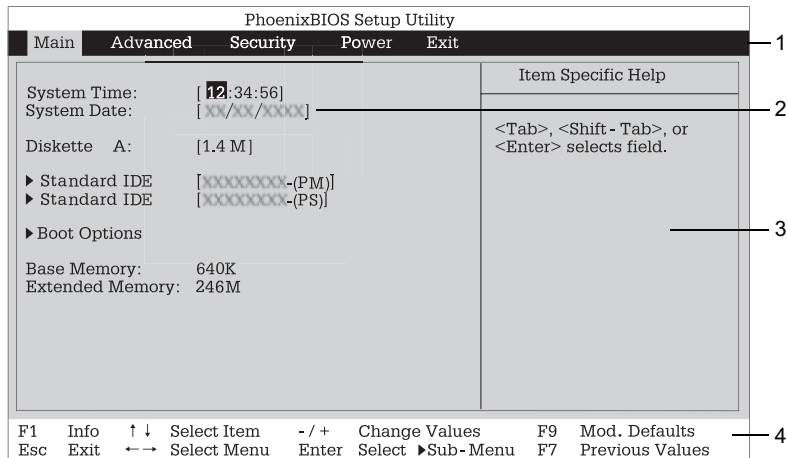 PhoenixBIOS Setup Utility
Main Advanced Security Power Exit
1
Item Specific Help
System Time: [12:34:56]
System Date: [XX/XX/XXXX]
2
<Tab>, <Shift-Tab>, or
<Enter> selects field.
Diskette A: [1.4 M]
▶ Standard IDE [XXXXXXXX-(PM)]
▶ Standard IDE [XXXXXXXX-(PS)]
3
▶ Boot Options
Base Memory: 640K
Extended Memory: 246M
F1 Info ↑↓ Select Item -/+ Change Values F9 Mod. Defaults
4
Esc Exit ←→ Select Menu Enter Select ▶Sub-Menu F7 Previous Values